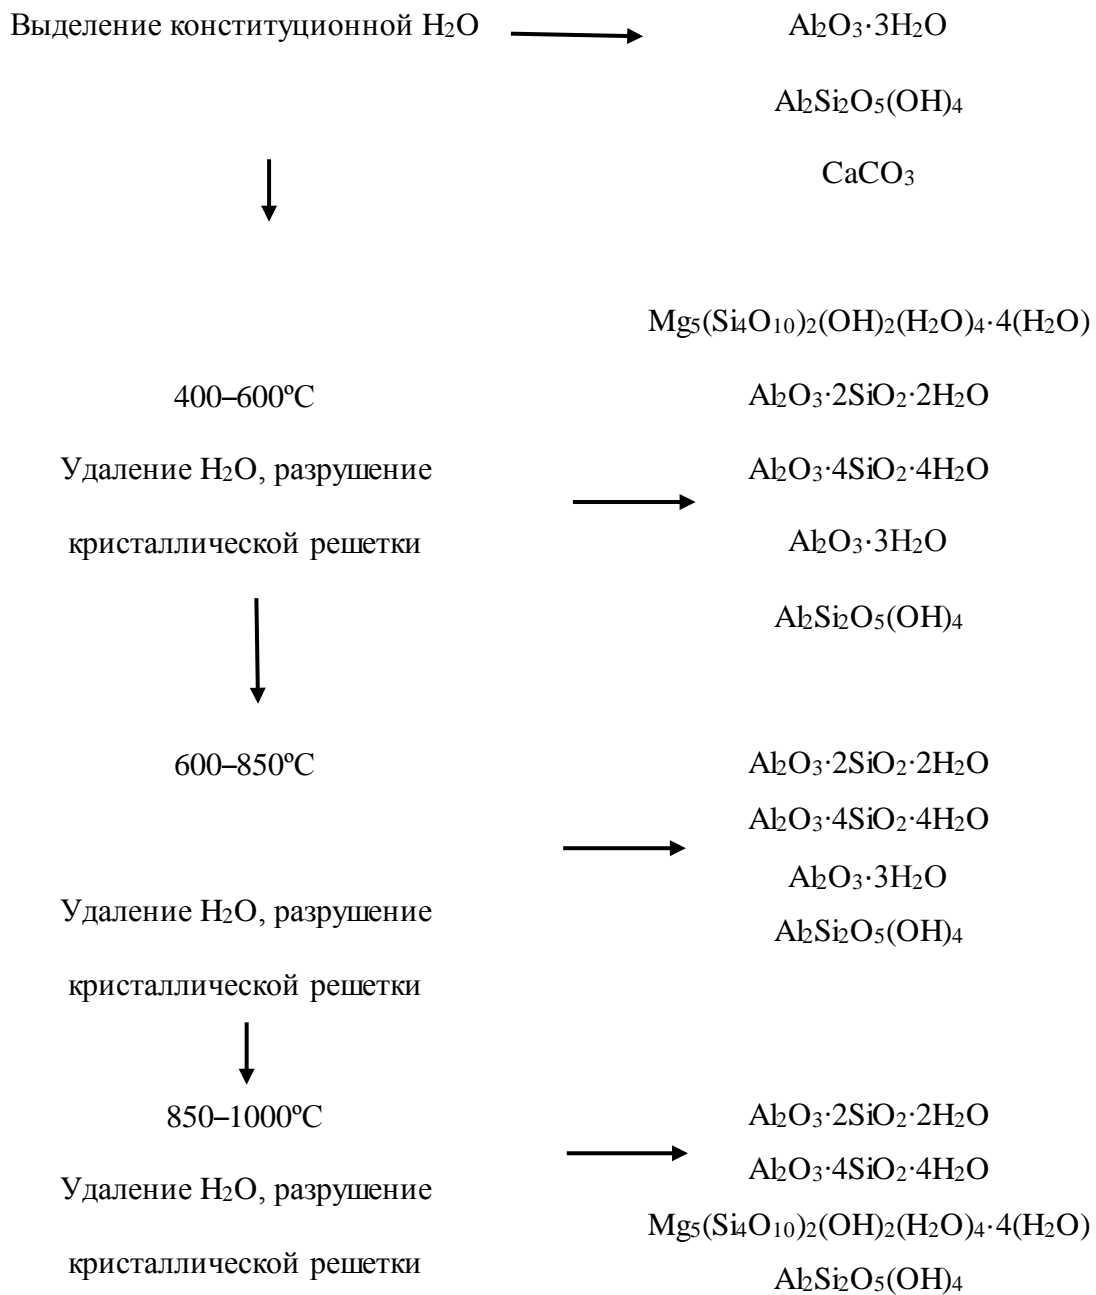 Выделение конституционной H₂O
Al₂O₃·3H₂O
Al₂Si₂O₅(OH)₄
CaCO₃
Mg₅(Si₄O₁₀)₂(OH)₂(H₂O)₄·4(H₂O)
400–600ºC
Al₂O₃·2SiO₂·2H₂O
Удаление H₂O, разрушение
Al₂O₃·4SiO₂·4H₂O
кристаллической решетки
Al₂O₃·3H₂O
Al₂Si₂O₅(OH)₄
600–850ºC
Al₂O₃·2SiO₂·2H₂O
Al₂O₃·4SiO₂·4H₂O
Al₂O₃·3H₂O
Удаление H₂O, разрушение
Al₂Si₂O₅(OH)₄
кристаллической решетки
850–1000ºC
Al₂O₃·2SiO₂·2H₂O
Al₂O₃·4SiO₂·4H₂O
Удаление H₂O, разрушение
Mg₅(Si₄O₁₀)₂(OH)₂(H₂O)₄·4(H₂O)
кристаллической решетки
Al₂Si₂O₅(OH)₄